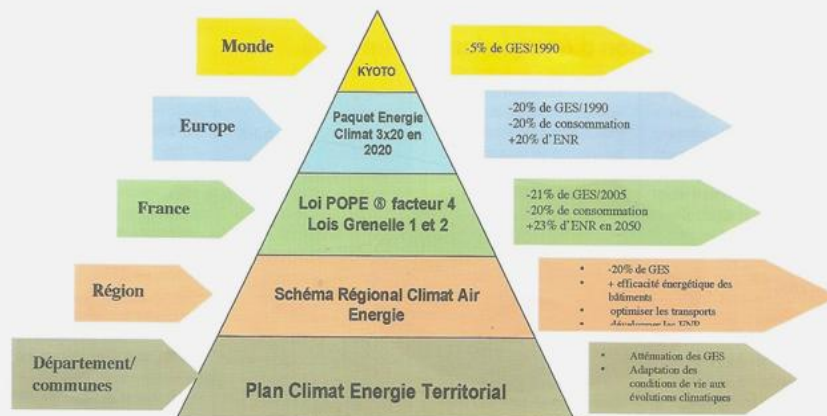 Monde
KYOTO
-5% de GES/1990
Europe
Paquet Energie
Climat 3x20 en
2020
-20% de GES/1990
-20% de consommation
+20% d'ENR
France
Loi POPE ® facteur 4
Lois Grenelle 1 et 2
-21% de GES/2005
-20% de consommation
+23% d'ENR en 2050
Région
Schéma Régional Climat Air
Energie
• -20% de GES
• + efficacité énergétique des
bâtiments
• optimiser les transports
• développer les ENR
Département/
communes
Plan Climat Energie Territorial
• Atténuation des GES
• Adaptation des
conditions de vie aux
évolutions climatiques